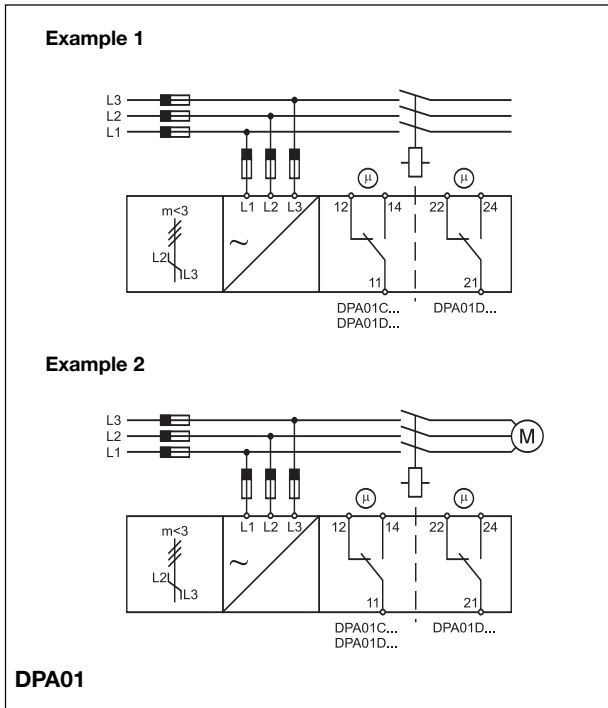 Example 1
L3
L2
L1
μ μ
m<3
L1 L2 L3 12 14 22 24
L2 L3
~
11 21
DPA01C... DPA01D...
DPA01D...
Example 2
L3
L2 M
L1
μ μ
m<3
L1 L2 L3 12 14 22 24
L2 L3
~
11 21
DPA01C... DPA01D...
DPA01D...
DPA01